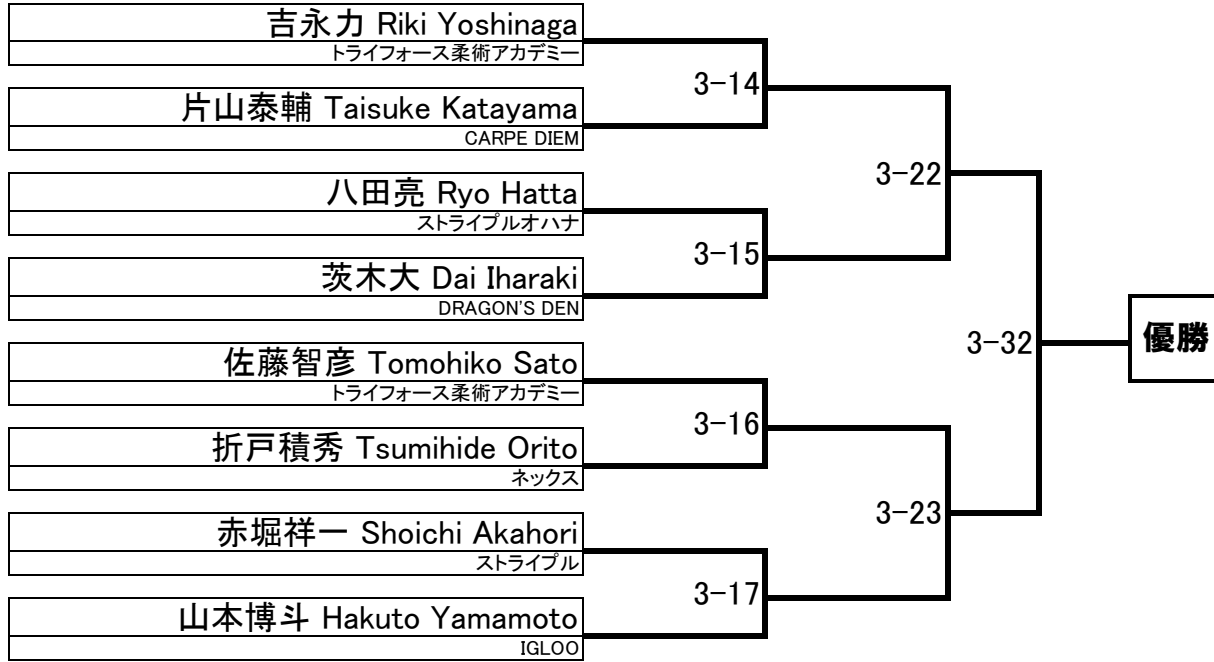 吉永力 Riki Yoshinaga
トライフォース柔術アカデミー
3-14
片山泰輔 Taisuke Katayama
CARPE DIEM
3-22
八田亮 Ryo Hatta
ストライプルオハナ
3-15
茨木大 Dai Iharaki
DRAGON'S DEN
3-32
優勝
佐藤智彦 Tomohiko Sato
トライフォース柔術アカデミー
3-16
折戸積秀 Tsumihide Orito
ネックス
3-23
赤堀祥一 Shoichi Akahori
ストライプル
3-17
山本博斗 Hakuto Yamamoto
IGLOO